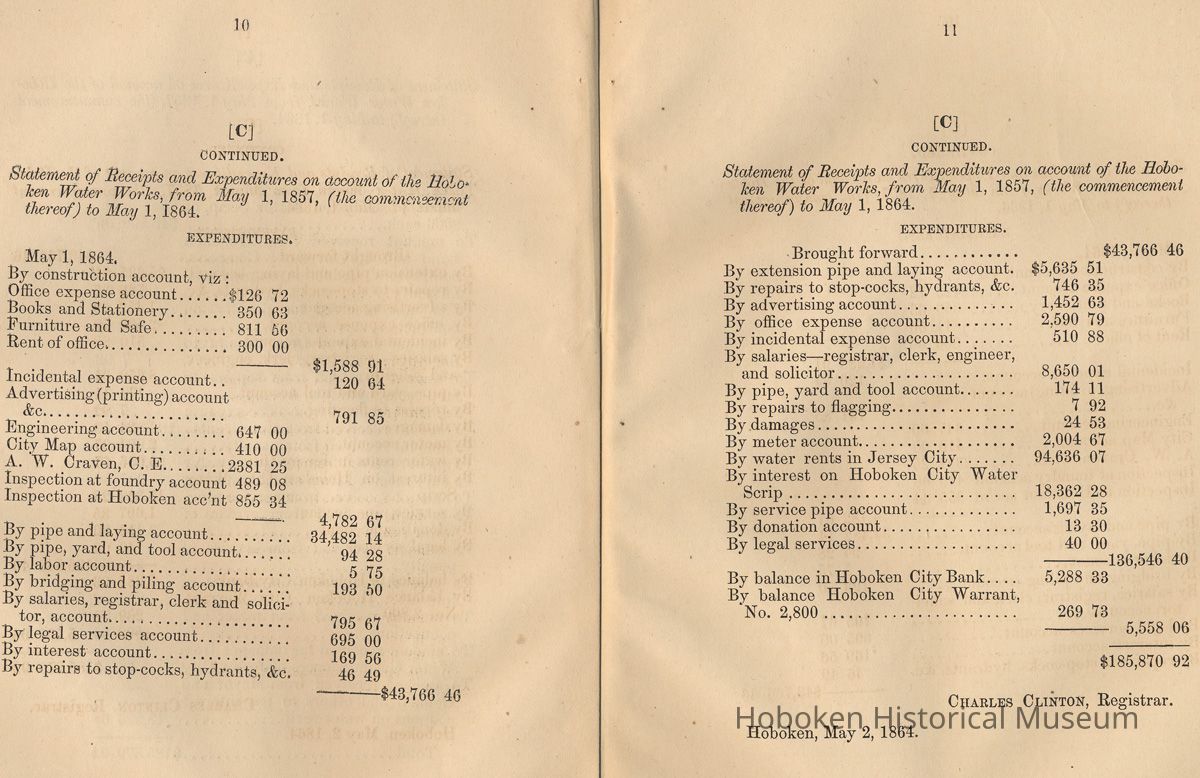 10
[C]
CONTINUED.
Statement of Receipts and Expenditures on account of the Hobo-
ken Water Works, from May 1, 1857, (the commencement
thereof) to May 1, 1864.
EXPENDITURES.
May 1, 1864.
By construction account, viz :
Office expense account......$126 72
Books and Stationery....... 350 63
Furniture and Safe......... 811 56
Rent of office............... 300 00
$1,588 91
Incidental expense account.. 120 64
Advertising (printing) account
&c......................... 791 85
Engineering account........ 647 00
City Map account.......... 410 00
A. W. Craven, C. E.......2381 25
Inspection at foundry account 489 08
Inspection at Hoboken acc'nt 855 34
4,782 67
By pipe and laying account.......... 34,482 14
By pipe, yard, and tool account...... 94 28
By labor account.................... 5 75
By bridging and piling account...... 193 50
By salaries, registrar, clerk and solici-
tor, account...................... 795 67
By legal services account............ 695 00
By interest account.................. 169 56
By repairs to stop-cocks, hydrants, &c. 46 49
$43,766 46
11
[C]
CONTINUED.
Statement of Receipts and Expenditures on account of the Hobo-
ken Water Works, from May 1, 1857, (the commencement
thereof) to May 1, 1864.
EXPENDITURES.
Brought forward............ $43,766 46
By extension pipe and laying account. $5,635 51
By repairs to stop-cocks, hydrants, &c. 746 35
By advertising account............... 1,452 63
By office expense account.......... 2,590 79
By incidental expense account....... 510 88
By salaries—registrar, clerk, engineer,
and solicitor....................... 8,650 01
By pipe, yard and tool account....... 174 11
By repairs to flagging............... 7 92
By damages......................... 24 53
By meter account.................... 2,004 67
By water rents in Jersey City....... 94,636 07
By interest on Hoboken City Water
Scrip ............................ 18,362 28
By service pipe account............. 1,697 35
By donation account................. 13 30
By legal services.................... 40 00
136,546 40
By balance in Hoboken City Bank.... 5,288 33
By balance Hoboken City Warrant,
No. 2,800........................ 269 73
5,558 06
$185,870 92
CHARLES CLINTON, Registrar.
Hoboken, May 2, 1864.
Hoboken Historical Museum